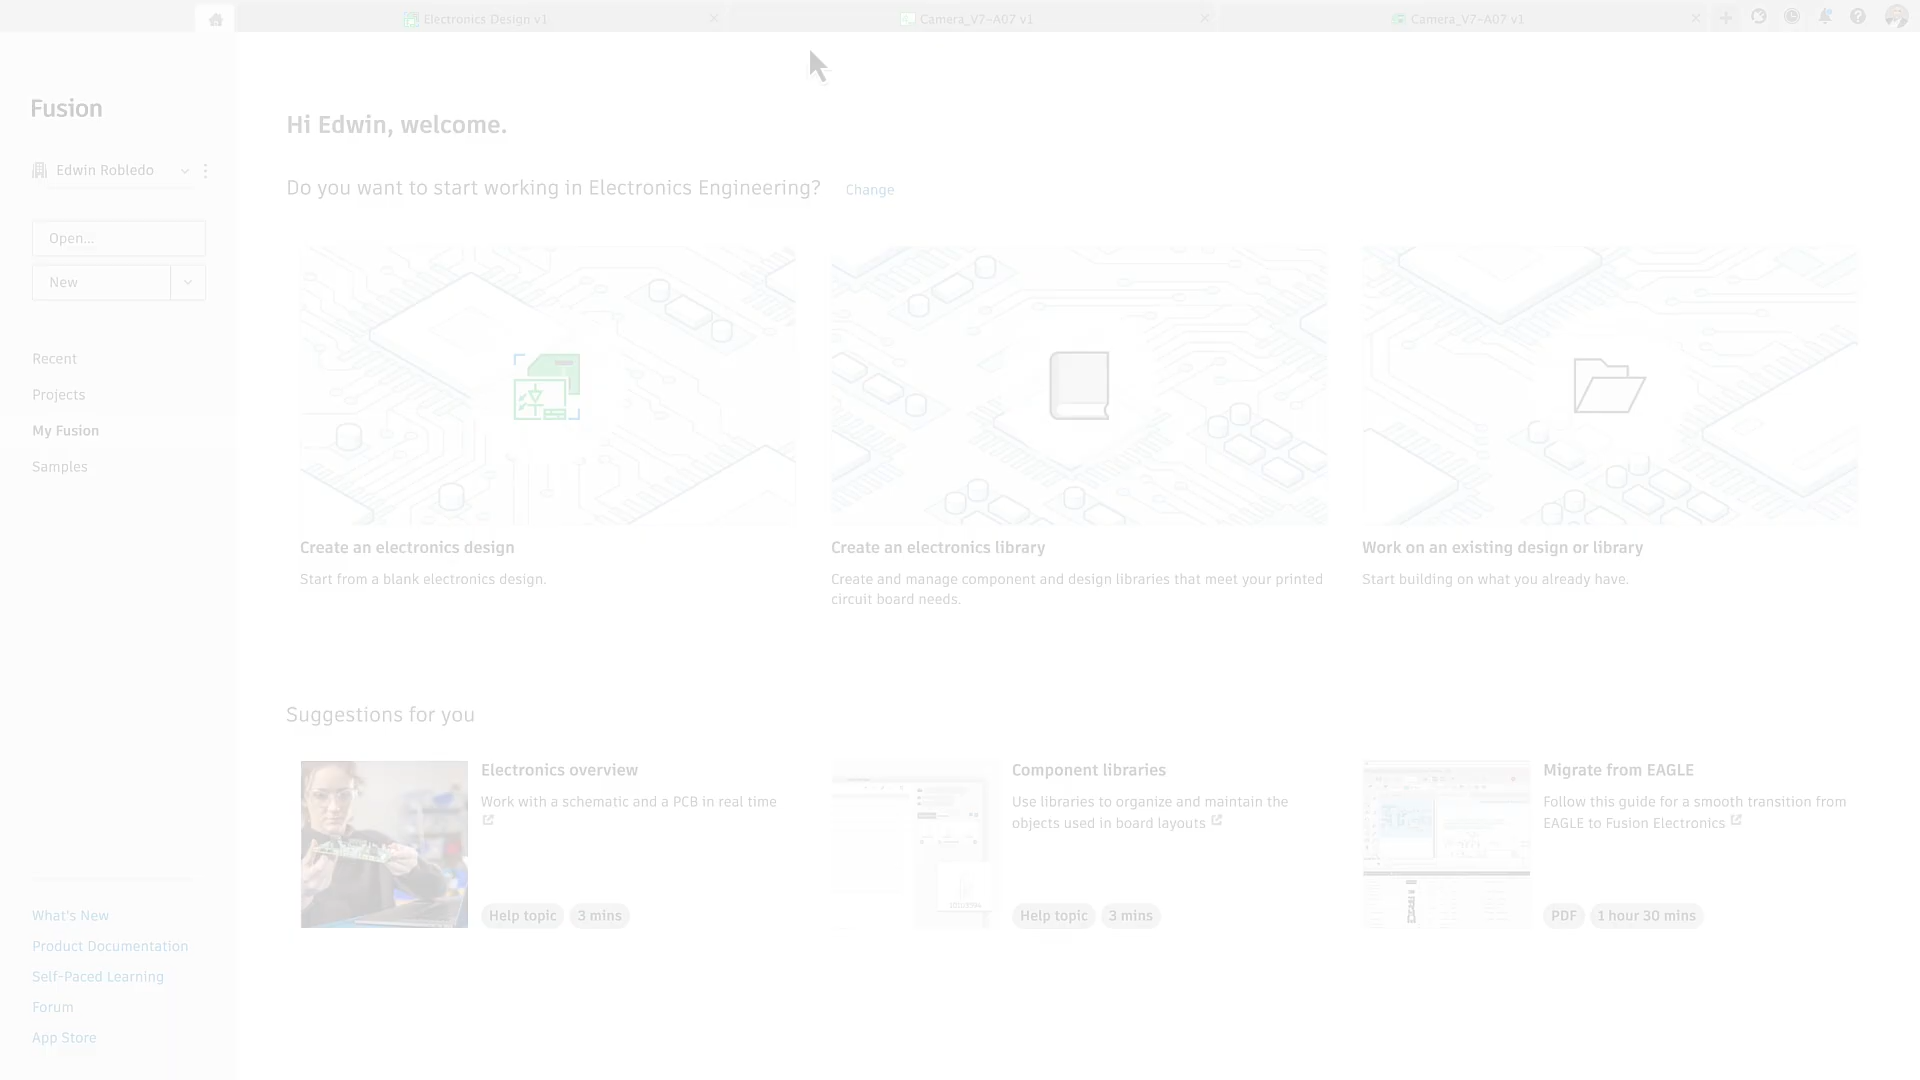 Electronics Design v1
Camera_V7-A07 v1
Camera_V7-A07 v1
Fusion
Edwin Robledo
Open...
New
Recent
Projects
My Fusion
Samples
What's New
Product Documentation
Self-Paced Learning
Forum
App Store
Hi Edwin, welcome.
Do you want to start working in Electronics Engineering? Change
Create an electronics design
Start from a blank electronics design.
Create an electronics library
Create and manage component and design libraries that meet your printed
circuit board needs.
Work on an existing design or library
Start building on what you already have.
Suggestions for you
Electronics overview
Work with a schematic and a PCB in real time
Help topic 3 mins
Component libraries
Use libraries to organize and maintain the
objects used in board layouts
Help topic 3 mins
Migrate from EAGLE
Follow this guide for a smooth transition from
EAGLE to Fusion Electronics
PDF 1 hour 30 mins